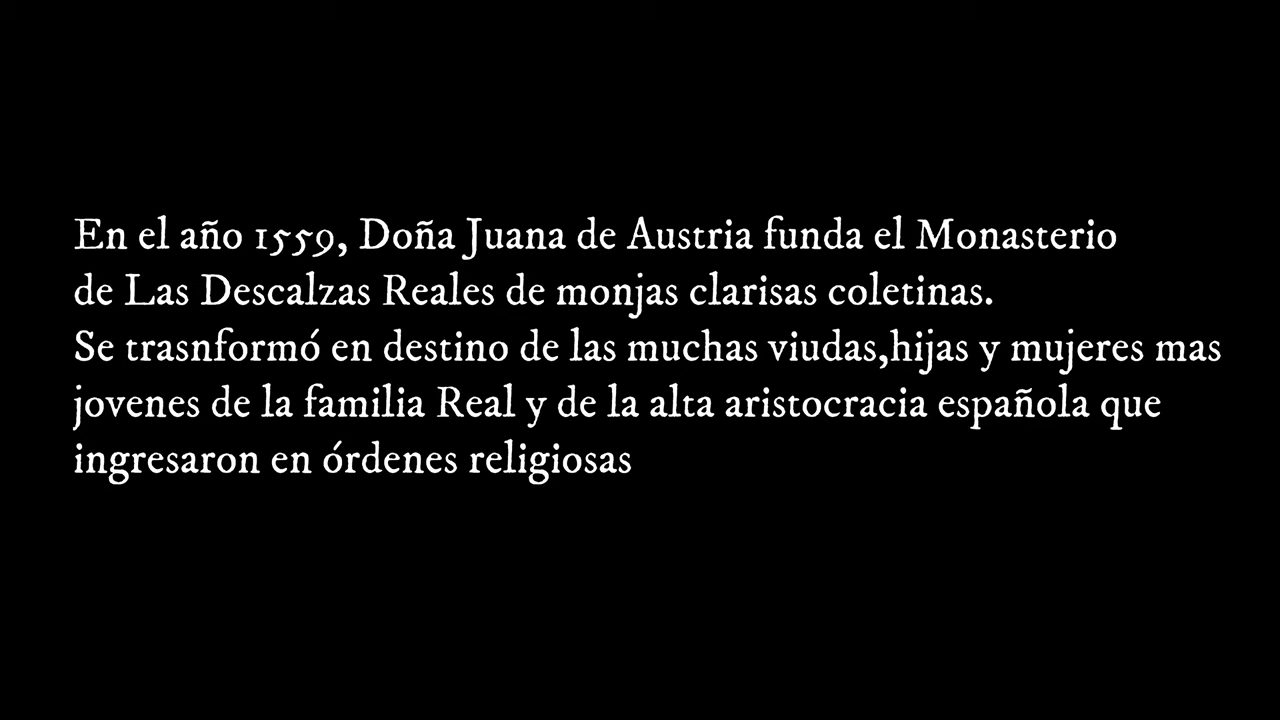 En el año 1559, Doña Juana de Austria funda el Monasterio
de Las Descalzas Reales de monjas clarisas coletinas.
Se trasnformó en destino de las muchas viudas,hijas y mujeres mas
jovenes de la familia Real y de la alta aristocracia española que
ingresaron en órdenes religiosas